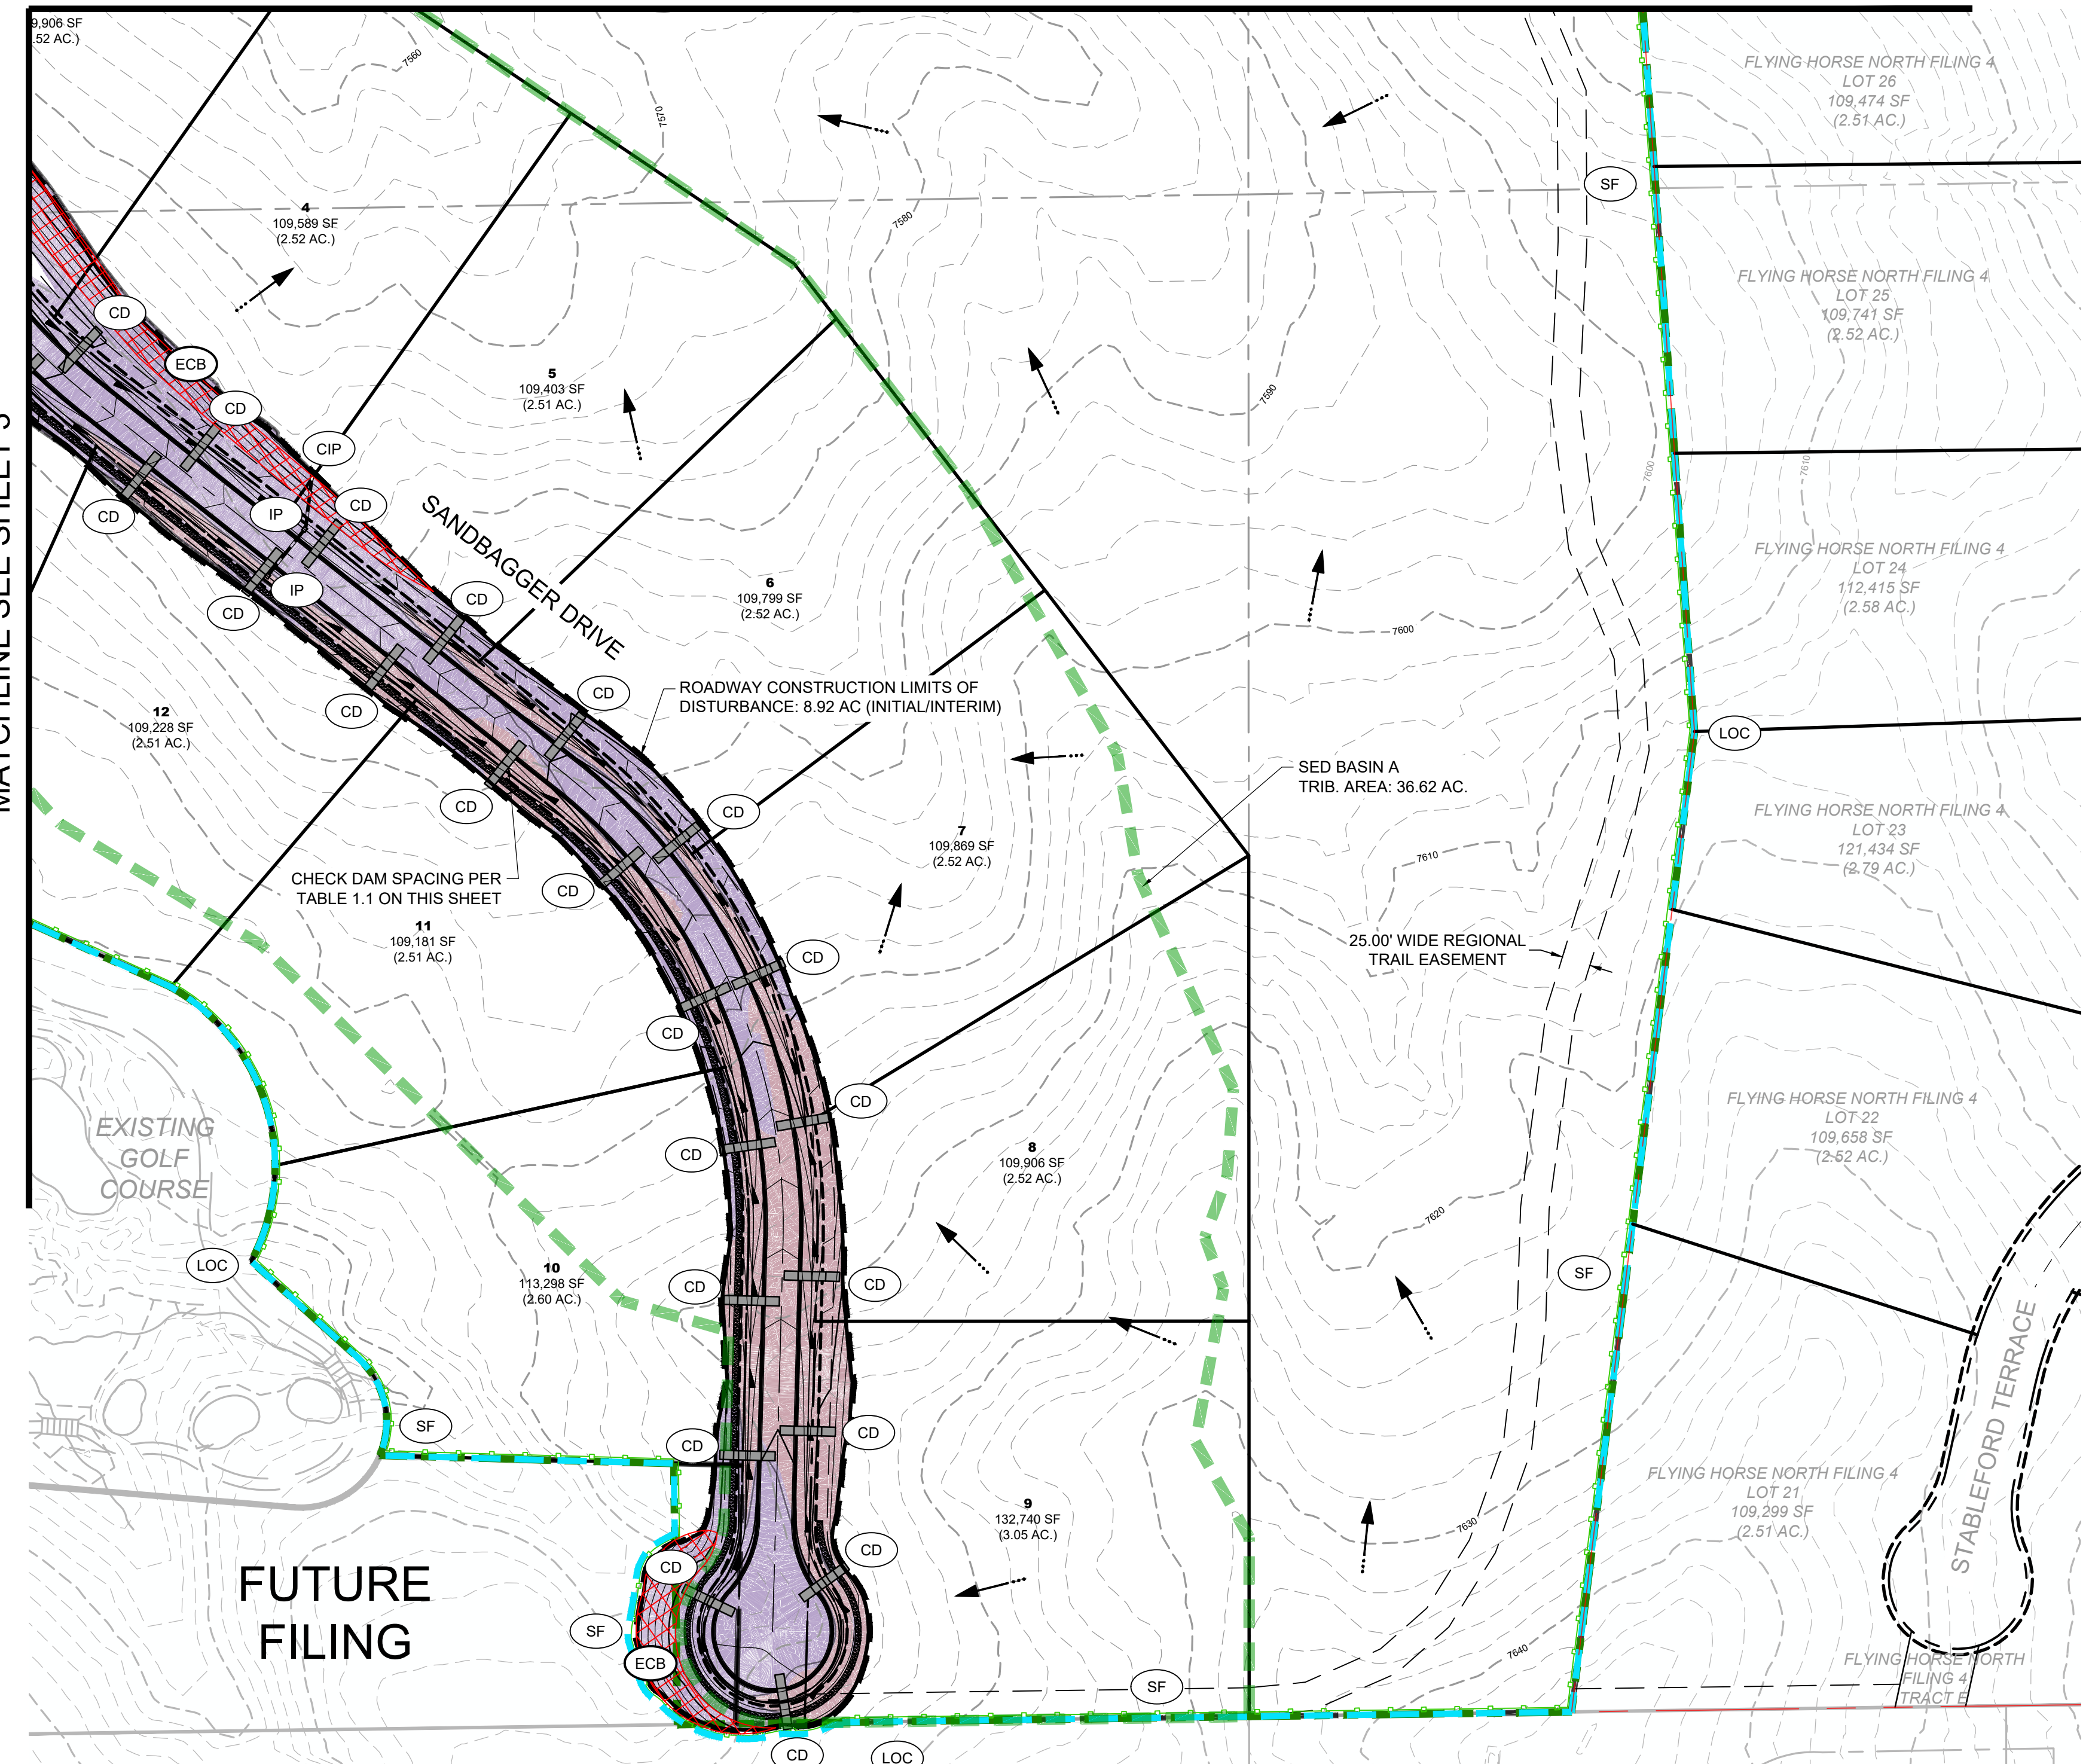 9,906 SF
.52 AC.)
7560
7570
FLYING HORSE NORTH FILING 4
LOT 26
109,474 SF
(2.51 AC.)
SF
4
109,589 SF
(2.52 AC.)
7580
FLYING HORSE NORTH FILING 4
LOT 25
109,741 SF
(2.52 AC.)
CD
ECB
5
109,403 SF
(2.51 AC.)
7590
CD
CIP
7600
7610
CD
IP
CD
SANDBAGGER DRIVE
FLYING HORSE NORTH FILING 4
LOT 24
112,415 SF
(2.58 AC.)
IP
CD
CD
6
109,799 SF
(2.52 AC.)
7600
CD
ROADWAY CONSTRUCTION LIMITS OF
DISTURBANCE: 8.92 AC (INITIAL/INTERIM)
12
109,228 SF
(2.51 AC.)
CD
LOC
SED BASIN A
TRIB. AREA: 36.62 AC.
CD
CD
FLYING HORSE NORTH FILING 4
LOT 23
121,434 SF
(2.79 AC.)
7
109,869 SF
(2.52 AC.)
7610
CHECK DAM SPACING PER
TABLE 1.1 ON THIS SHEET
CD
11
109,181 SF
(2.51 AC.)
25.00' WIDE REGIONAL
TRAIL EASEMENT
CD
CD
CD
FLYING HORSE NORTH FILING 4
LOT 22
109,658 SF
(2.52 AC.)
EXISTING
GOLF
COURSE
CD
8
109,906 SF
(2.52 AC.)
7620
LOC
10
113,298 SF
(2.60 AC.)
CD
CD
SF
STABLEFORD TERRACE
SF
CD
CD
FLYING HORSE NORTH FILING 4
LOT 21
109,299 SF
(2.51 AC.)
9
132,740 SF
(3.05 AC.)
7630
CD
CD
FUTURE
FILING
SF
ECB
7640
FLYING HORSE NORTH
FILING 4
TRACT E
SF
CD
LOC